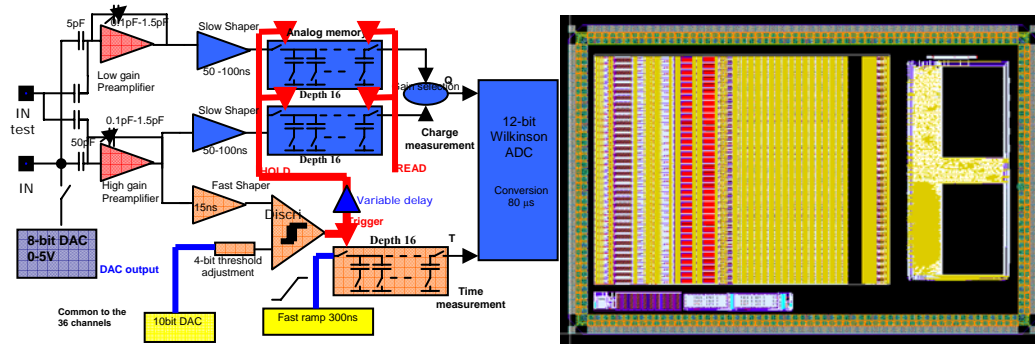 5pF
0.1pF-1.5pF
Slow Shaper
Analog memory
50 -100ns
Depth 16
Low gain
Preamplifier
Q
Gain selection
IN
test
Slow Shaper
0.1pF-1.5pF
50pF
50-100ns
Depth 16
Charge
measurement
12-bit
Wilkinson
ADC
Conversion
80 µs
HOLD
READ
IN
High gain
Preamplifier
Fast Shaper
15ns
Discri
Variable delay
Trigger
Depth 16
T
8-bit DAC
0-5V
DAC output
4-bit threshold
adjustment
Time
measurement
Common to the
36 channels
10bit DAC
Fast ramp 300ns